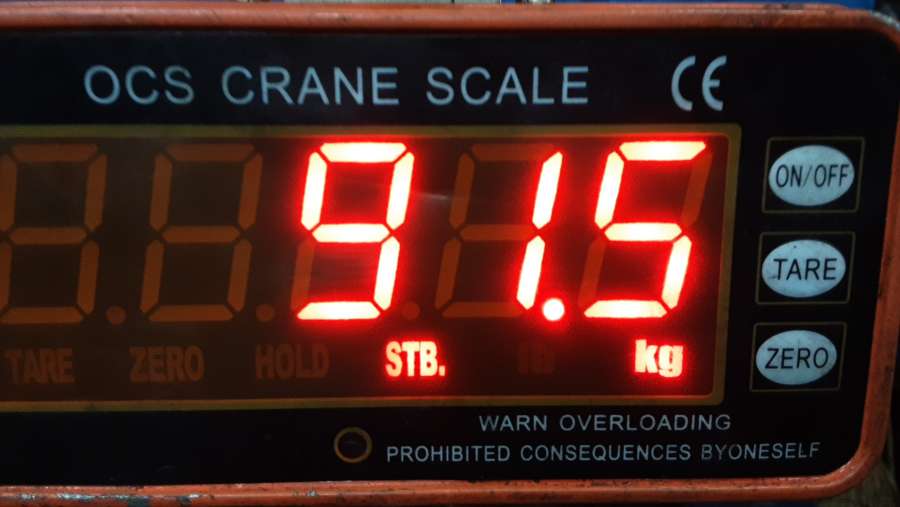 OCS CRANE SCALE CE
91.5
ON/OFF
TARE
ZERO
TARE ZERO HOLD STB. lb kg
WARN OVERLOADING
PROHIBITED CONSEQUENCES BYONESELF